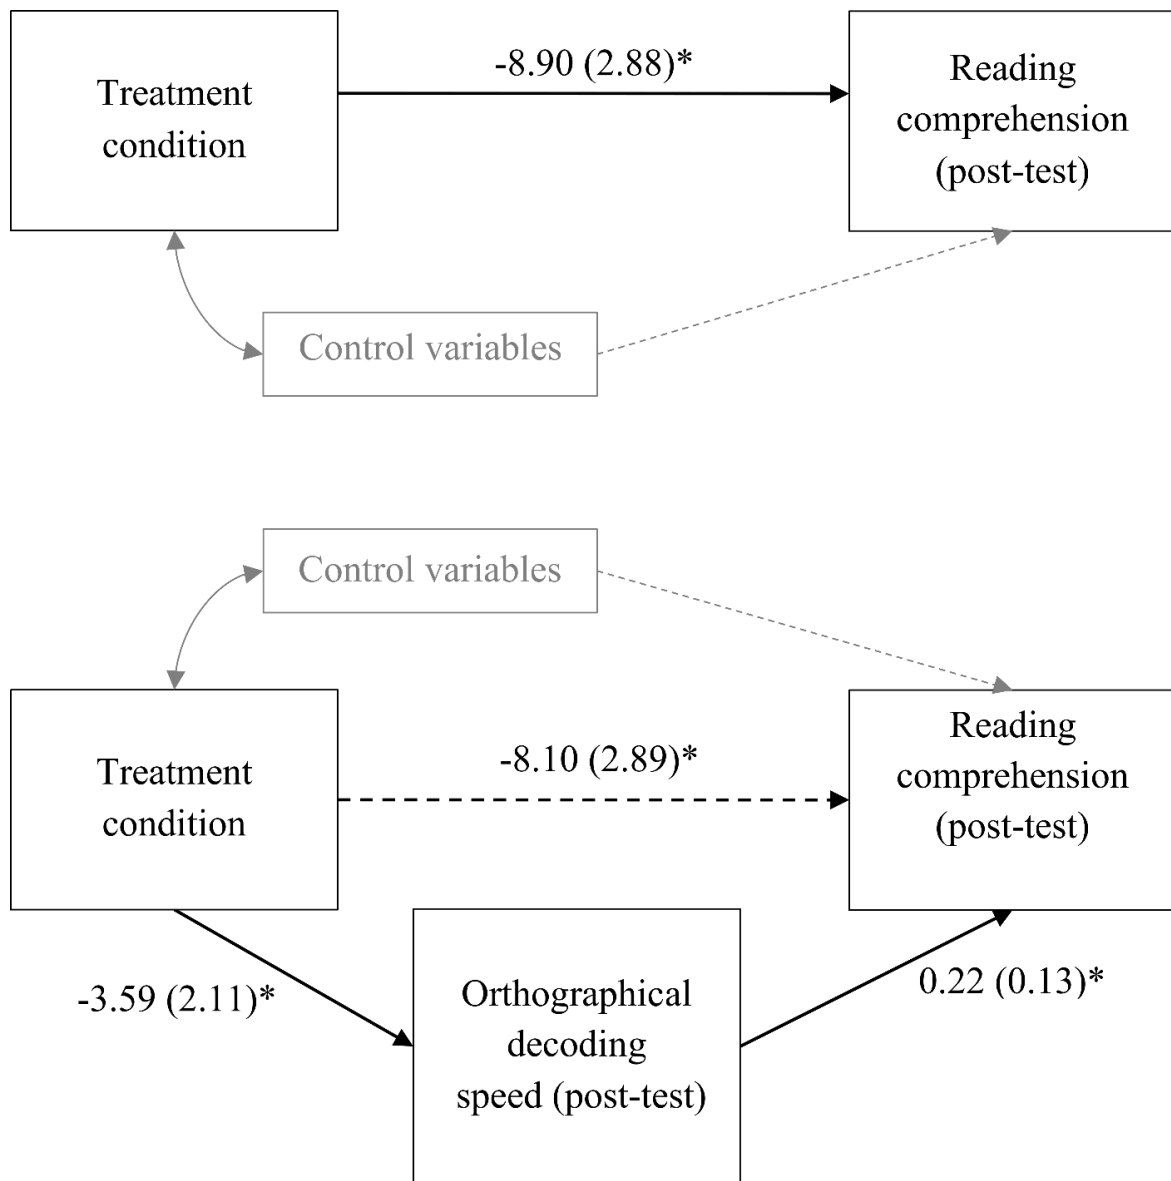 Treatment
condition
-8.90 (2.88)*
Reading
comprehension
(post-test)
Control variables
Control variables
Treatment
condition
-8.10 (2.89)*
Reading
comprehension
(post-test)
-3.59 (2.11)*
Orthographical
decoding
speed (post-test)
0.22 (0.13)*